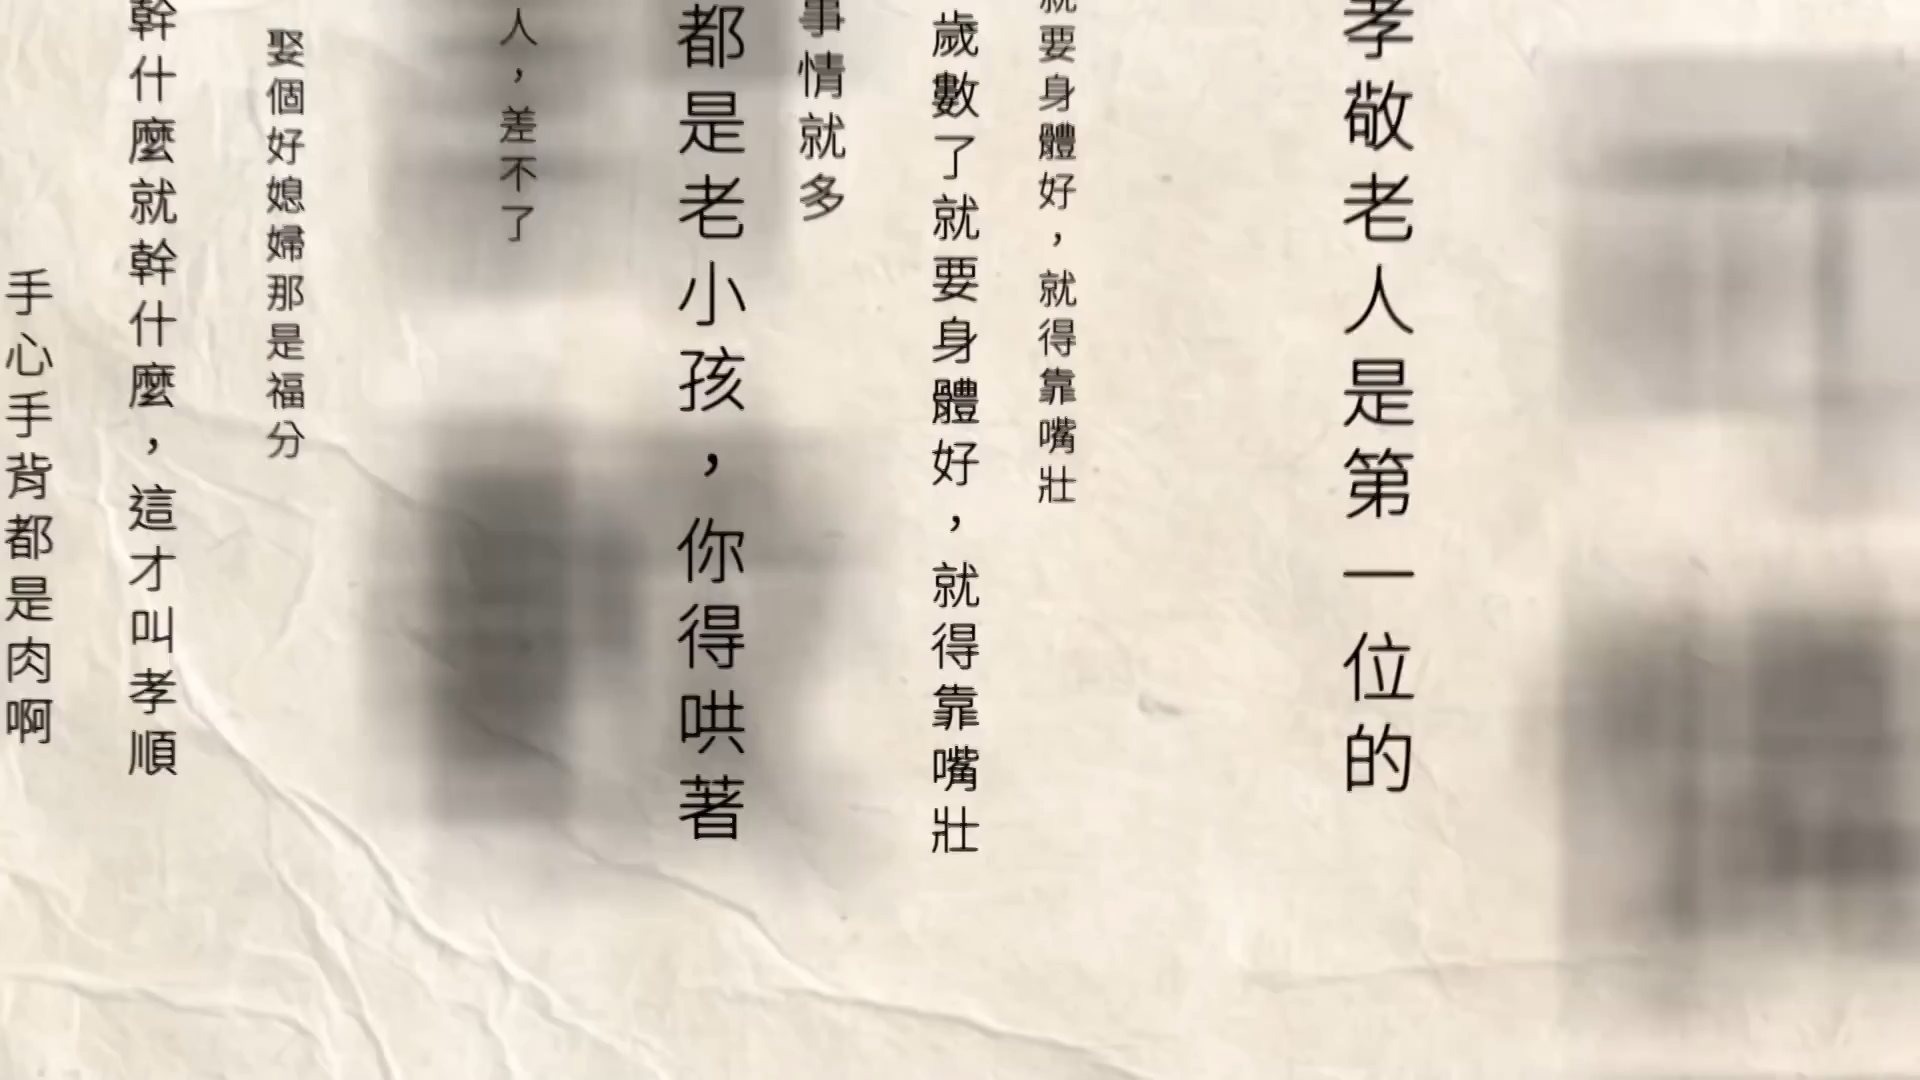 孝敬老人是第一位的
就要身體好，就得靠嘴壯
歲數了就要身體好，就得靠嘴壯
事情就多
都是老小孩，你得哄著
人，差不了
娶個好媳婦那是福分
幹什麼就幹什麼，這才叫孝順
手心手背都是肉啊